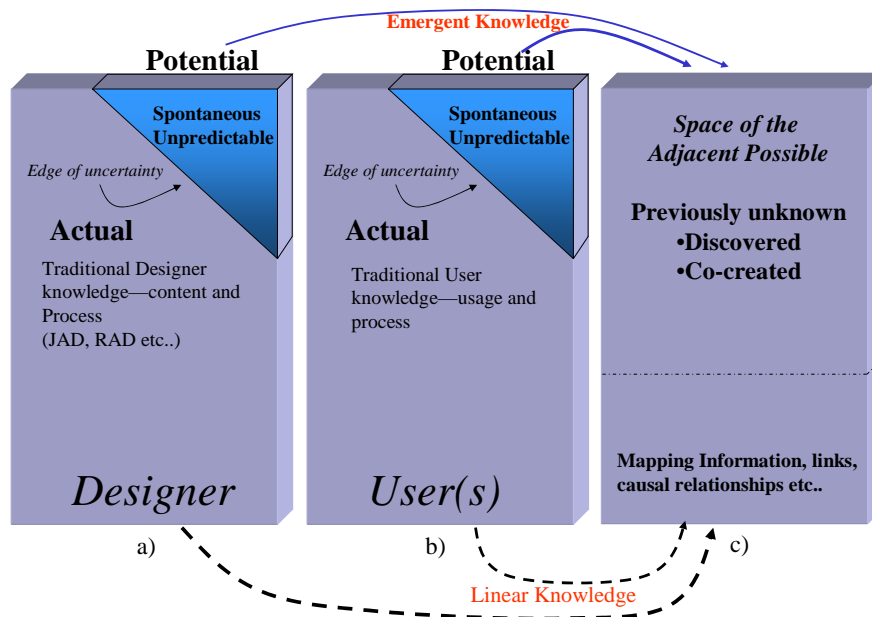 Emergent Knowledge
Potential
Spontaneous
Unpredictable
Edge of uncertainty
Actual
Traditional Designer
knowledge—content and
Process
(JAD, RAD etc..)
Designer
a)
Potential
Spontaneous
Unpredictable
Edge of uncertainty
Actual
Traditional User
knowledge—usage and
process
User(s)
b)
Space of the
Adjacent Possible
Previously unknown
•Discovered
•Co-created
Mapping Information, links,
causal relationships etc..
c)
Linear Knowledge